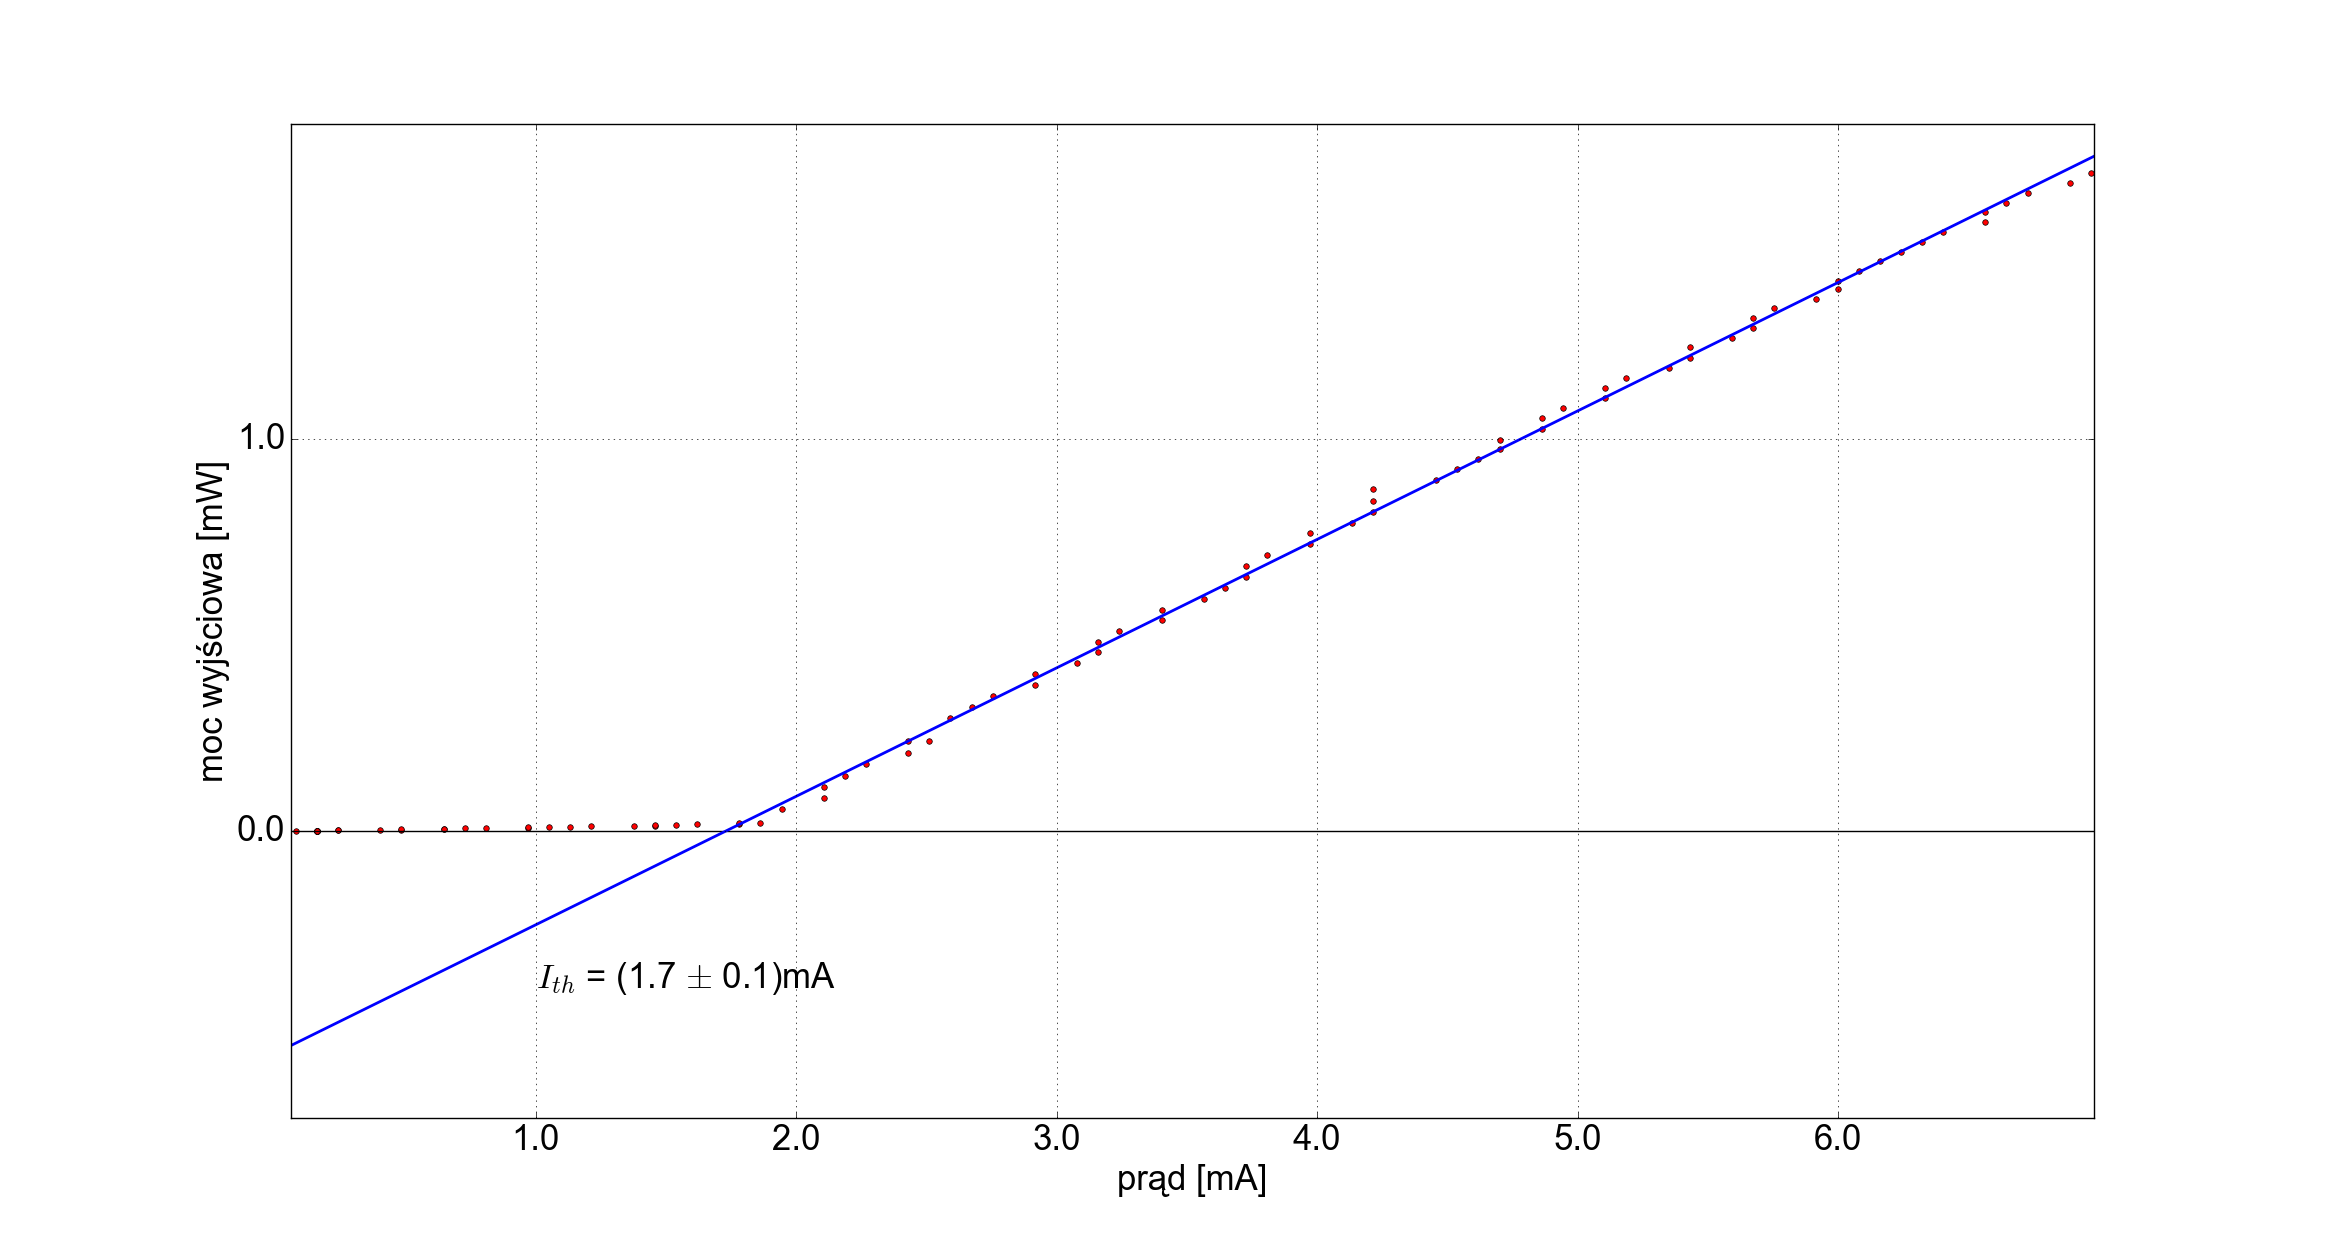 moc wyjściowa [mW]
1.0
0.0
I_th = (1.7 ± 0.1)mA
1.0 2.0 3.0 4.0 5.0 6.0
prąd [mA]